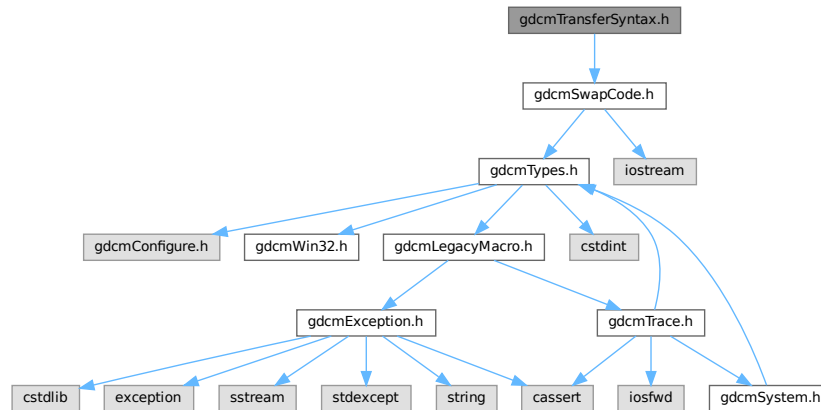 gdcmTransferSyntax.h
gdcmSwapCode.h
gdcmTypes.h
iostream
gdcmConfigure.h
gdcmWin32.h
gdcmLegacyMacro.h
cstdint
gdcmException.h
gdcmTrace.h
cstdlib
exception
sstream
stdexcept
string
cassert
iosfwd
gdcmSystem.h